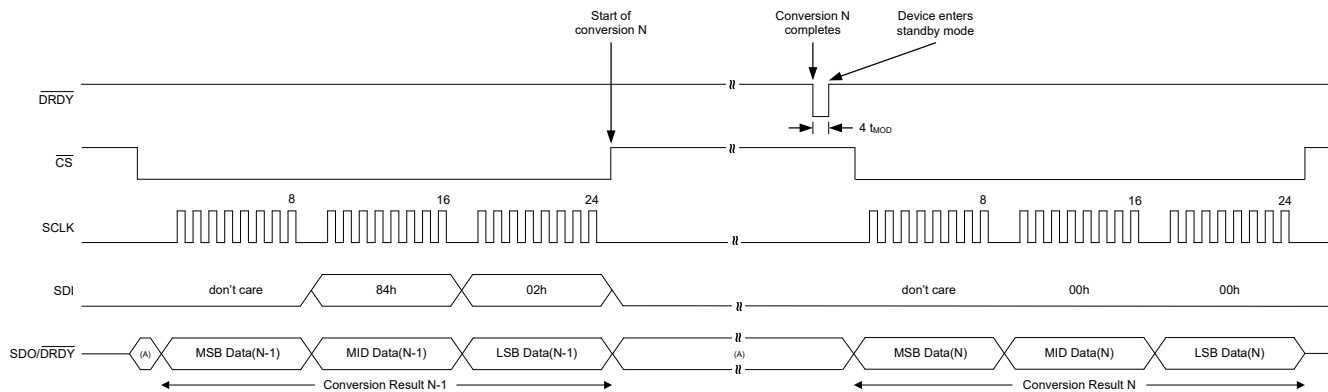 Start of
conversion N
Conversion N
completes
Device enters
standby mode
DRDY
4 tMOD
CS
8
16
24
8
16
24
SCLK
SDI
don't care
84h
02h
don't care
00h
00h
SDO/DRDY
(A)
MSB Data(N-1)
MID Data(N-1)
LSB Data(N-1)
(A)
MSB Data(N)
MID Data(N)
LSB Data(N)
Conversion Result N-1
Conversion Result N